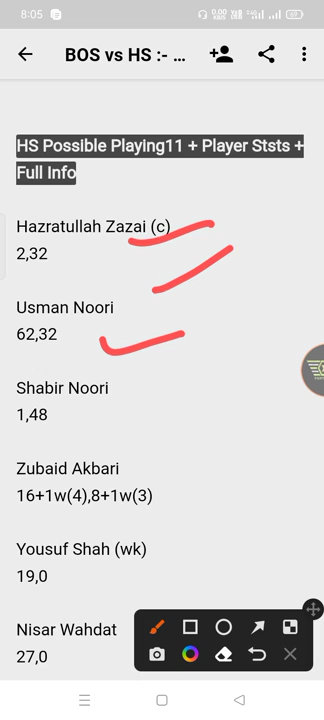 8:05
BOS vs HS :- ...
HS Possible Playing11 + Player Ststs +
Full Info
Hazratullah Zazai (c)
2,32
Usman Noori
62,32
Shabir Noori
1,48
Zubaid Akbari
16+1w(4),8+1w(3)
Yousuf Shah (wk)
19,0
Nisar Wahdat
27,0